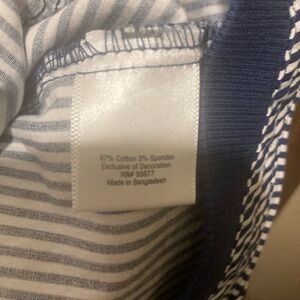 97% Cotton 3% Spandex
Exclusive of Decoration
RN# 93677
Made in Bangladesh